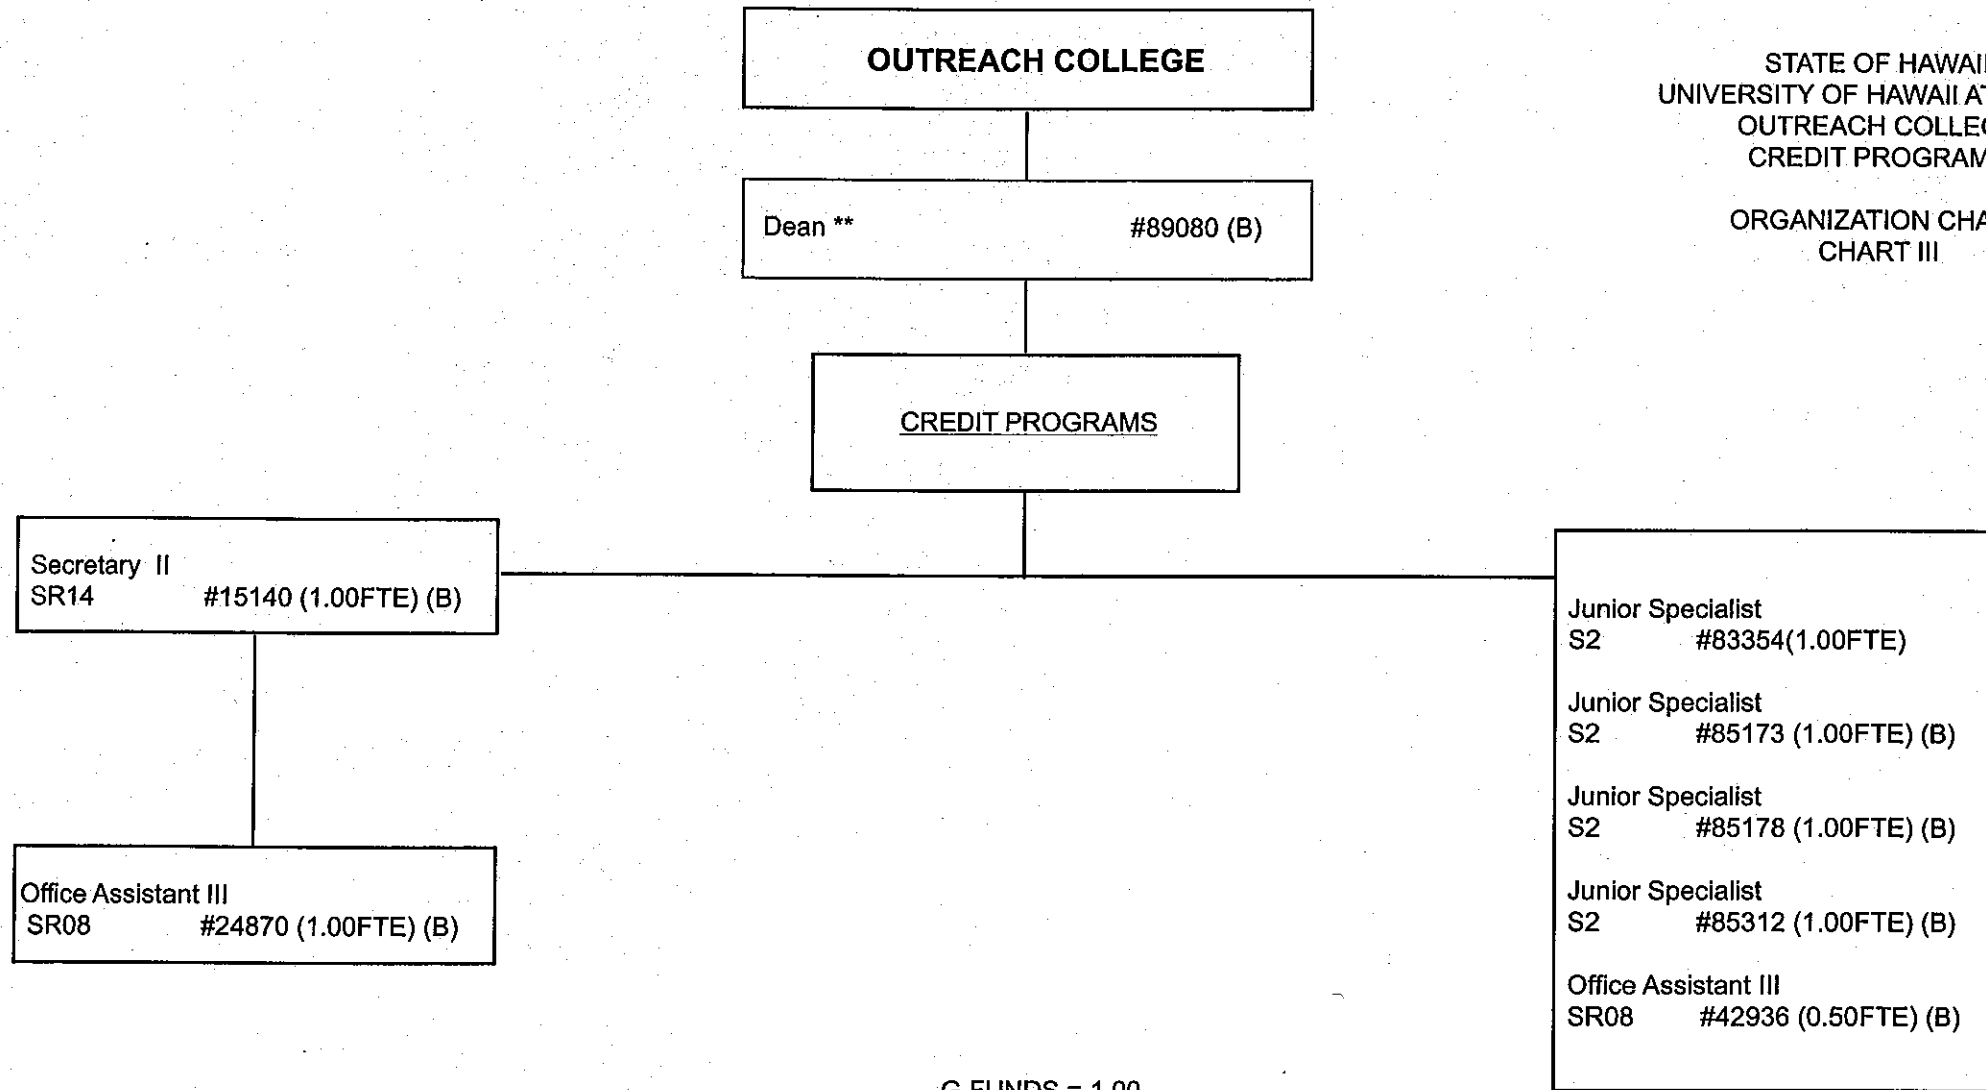 OUTREACH COLLEGE
STATE OF HAWAII
UNIVERSITY OF HAWAII AT
OUTREACH
CREDIT
ORGANIZATION
CHART III
Dean ** #89080 (B)
CREDIT PROGRAMS
Secretary II
SR14 #15140 (1.00FTE) (B)
Office Assistant III
SR08 #24870 (1.00FTE) (B)
Junior Specialist
S2 #83354(1.00FTE)
Junior Specialist
S2 #85173 (1.00FTE) (B)
Junior Specialist
S2 #85178 (1.00FTE) (B)
Junior Specialist
S2 #85312 (1.00FTE) (B)
Office Assistant III
SR08 #42936 (0.50FTE) (B)
G FUNDS = 1.00